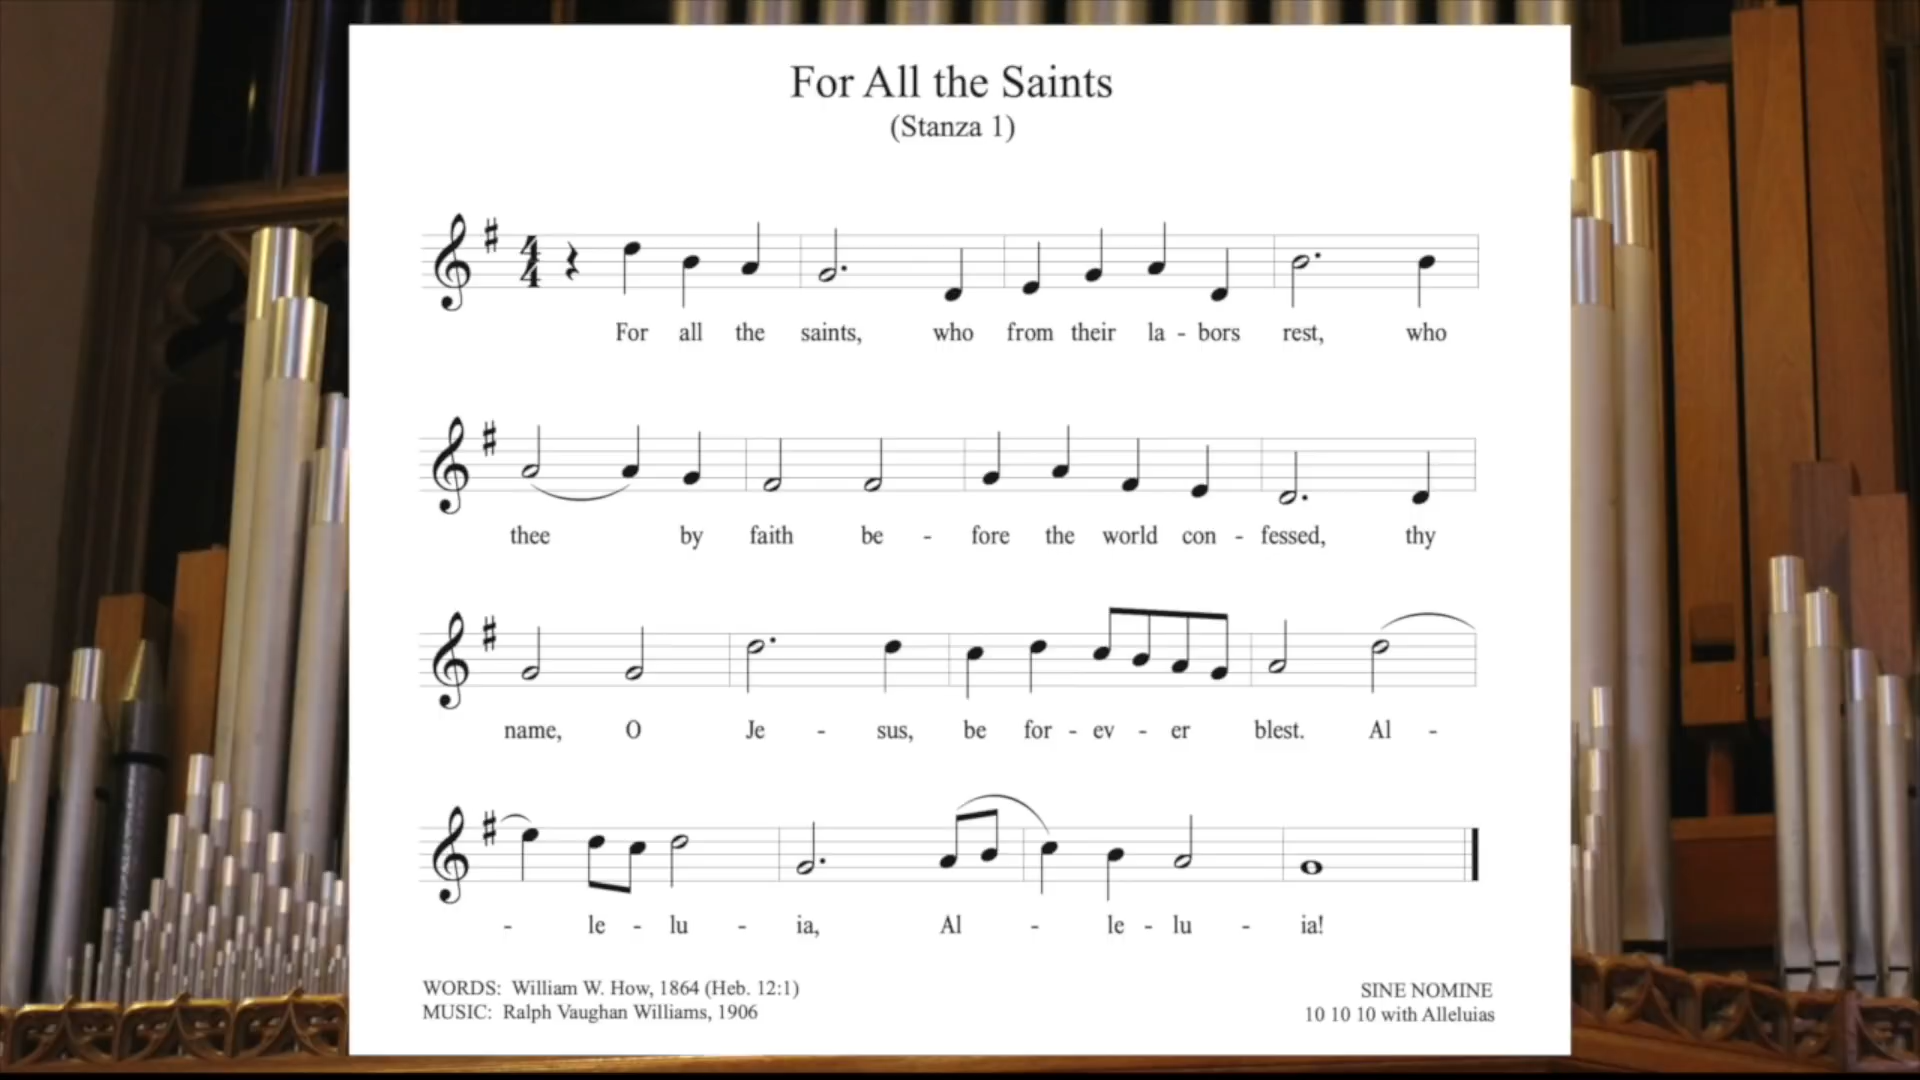 For All the Saints
(Stanza 1)
4
4
For all the saints, who from their la - bors rest, who
thee by faith be - fore the world con - fessed, thy
name, O Je - sus, be for - ev - er blest. Al -
- le - lu - ia, Al - le - lu - ia!
WORDS: William W. How, 1864 (Heb. 12:1)
MUSIC: Ralph Vaughan Williams, 1906
SINE NOMINE
10 10 10 with Alleluias